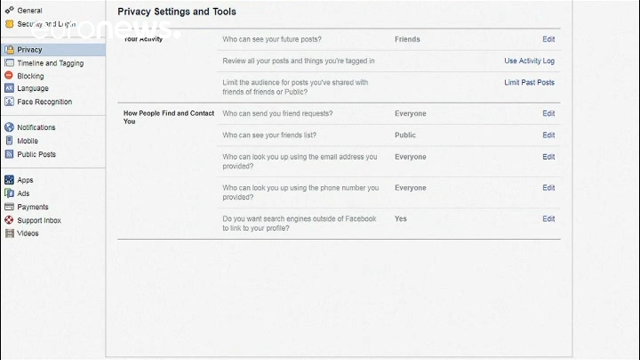 General
Security and Login
euronews.
Privacy
Timeline and Tagging
Blocking
Language
Face Recognition
Notifications
Mobile
Public Posts
Apps
Ads
Payments
Support Inbox
Videos
Privacy Settings and Tools
Your Activity
Who can see your future posts? Friends Edit
Review all your posts and things you're tagged in Use Activity Log
Limit the audience for posts you've shared with Limit Past Posts
friends of friends or Public?
How People Find and Contact Who can send you friend requests? Everyone Edit
You
Who can see your friends list? Public Edit
Who can look you up using the email address you Everyone Edit
provided?
Who can look you up using the phone number you Everyone Edit
provided?
Do you want search engines outside of Facebook Yes Edit
to link to your profile?